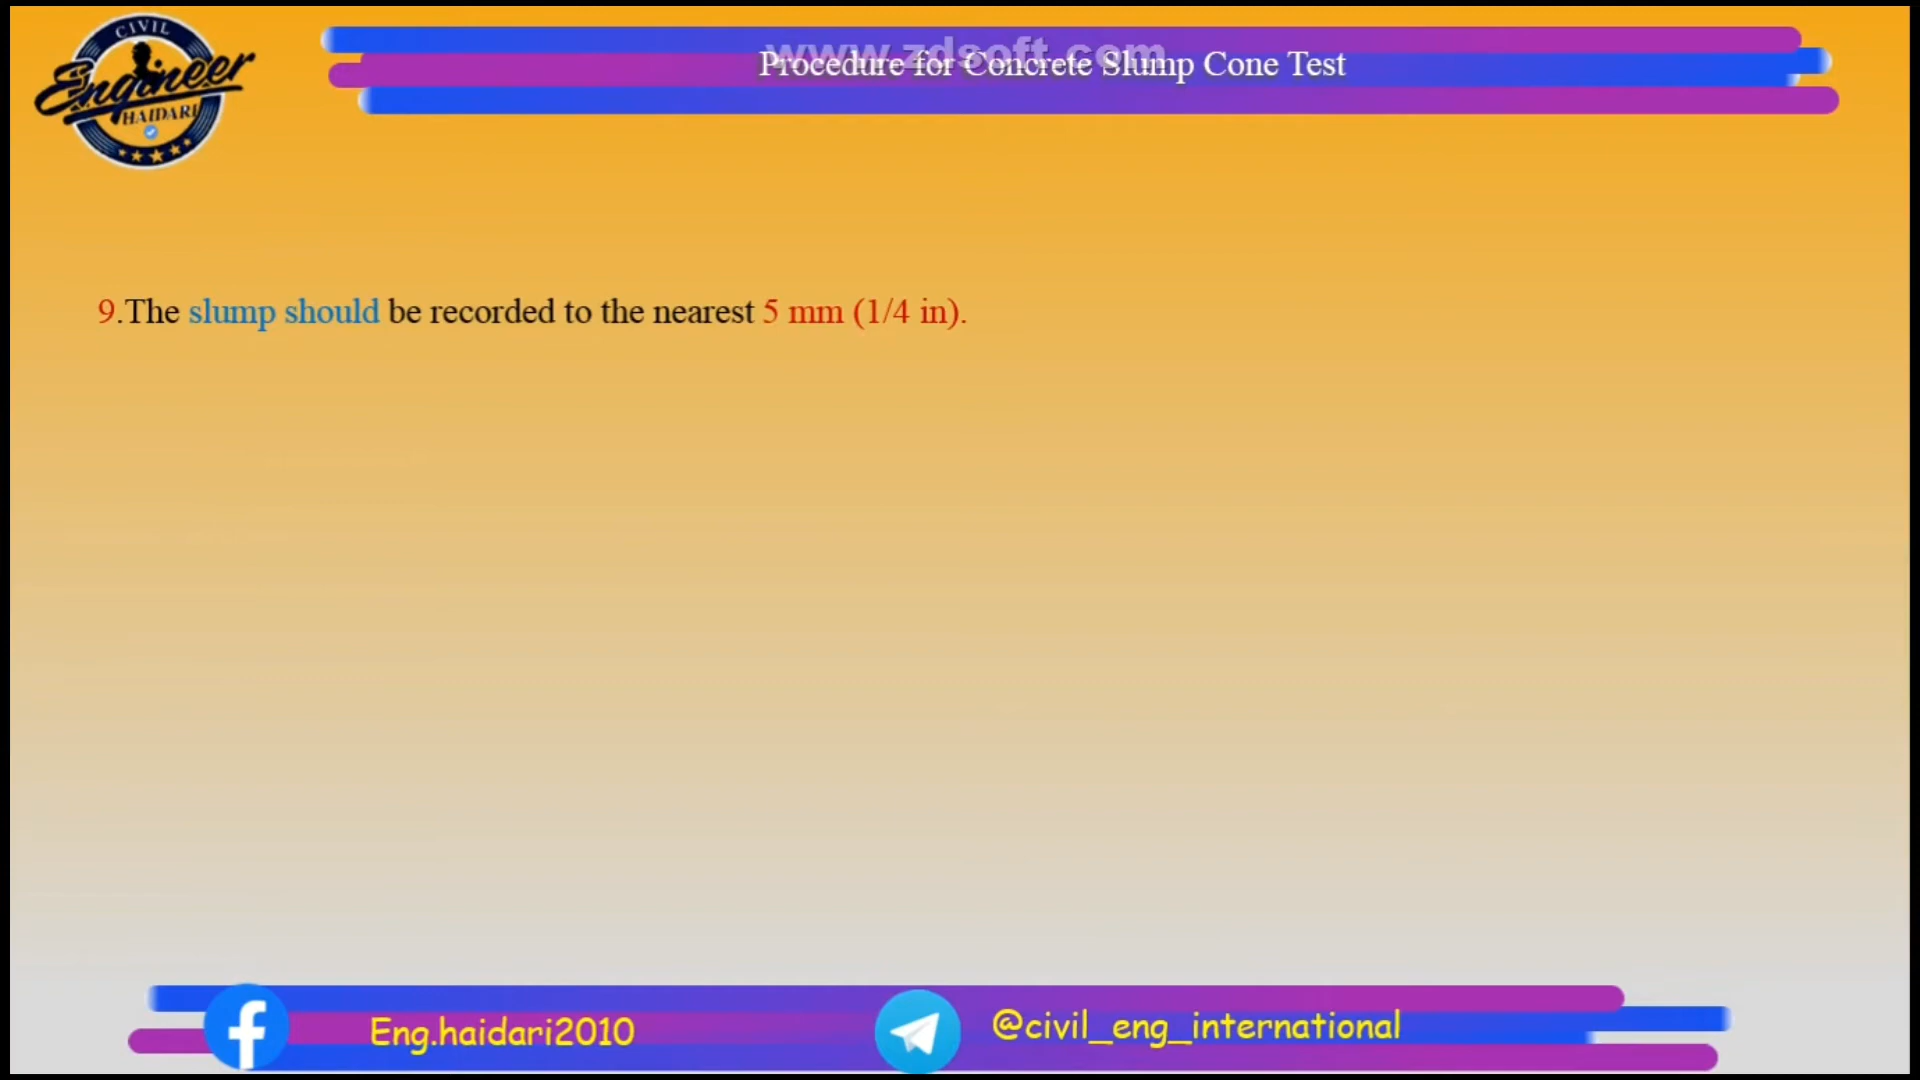 CIVIL
Engineer
HAIDARI
www.zdsoft.com
Procedure for Concrete Slump Cone Test
9.The slump should be recorded to the nearest 5 mm (1/4 in).
Eng.haidari2010
@civil_eng_international